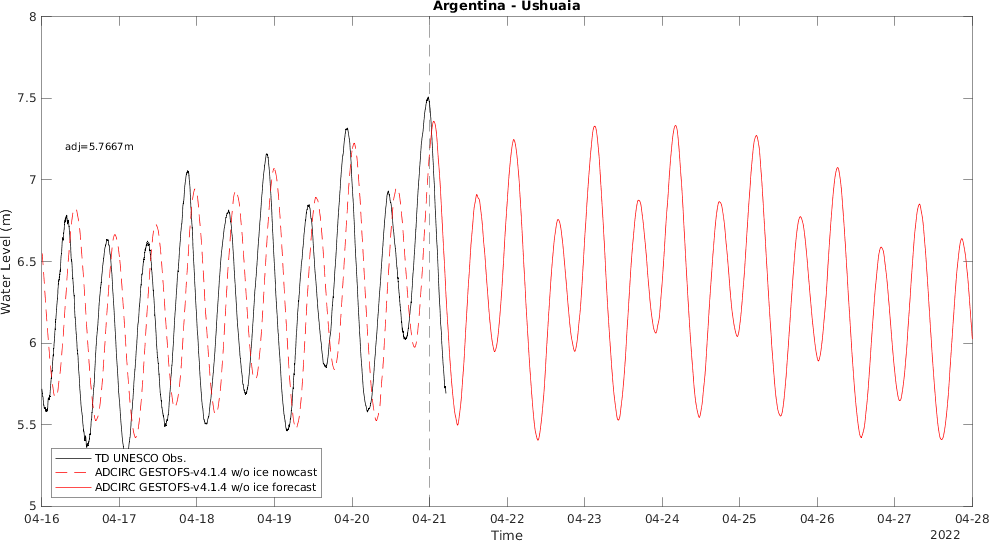 Argentina - Ushuaia
8
7.5
adj=5.7667m
7
6.5
Water Level (m)
6
5.5
TD UNESCO Obs.
ADCIRC GESTOFS-v4.1.4 w/o ice nowcast
ADCIRC GESTOFS-v4.1.4 w/o ice forecast
5
04-16 04-17 04-18 04-19 04-20 04-21 04-22 04-23 04-24 04-25 04-26 04-27 04-28
Time
2022